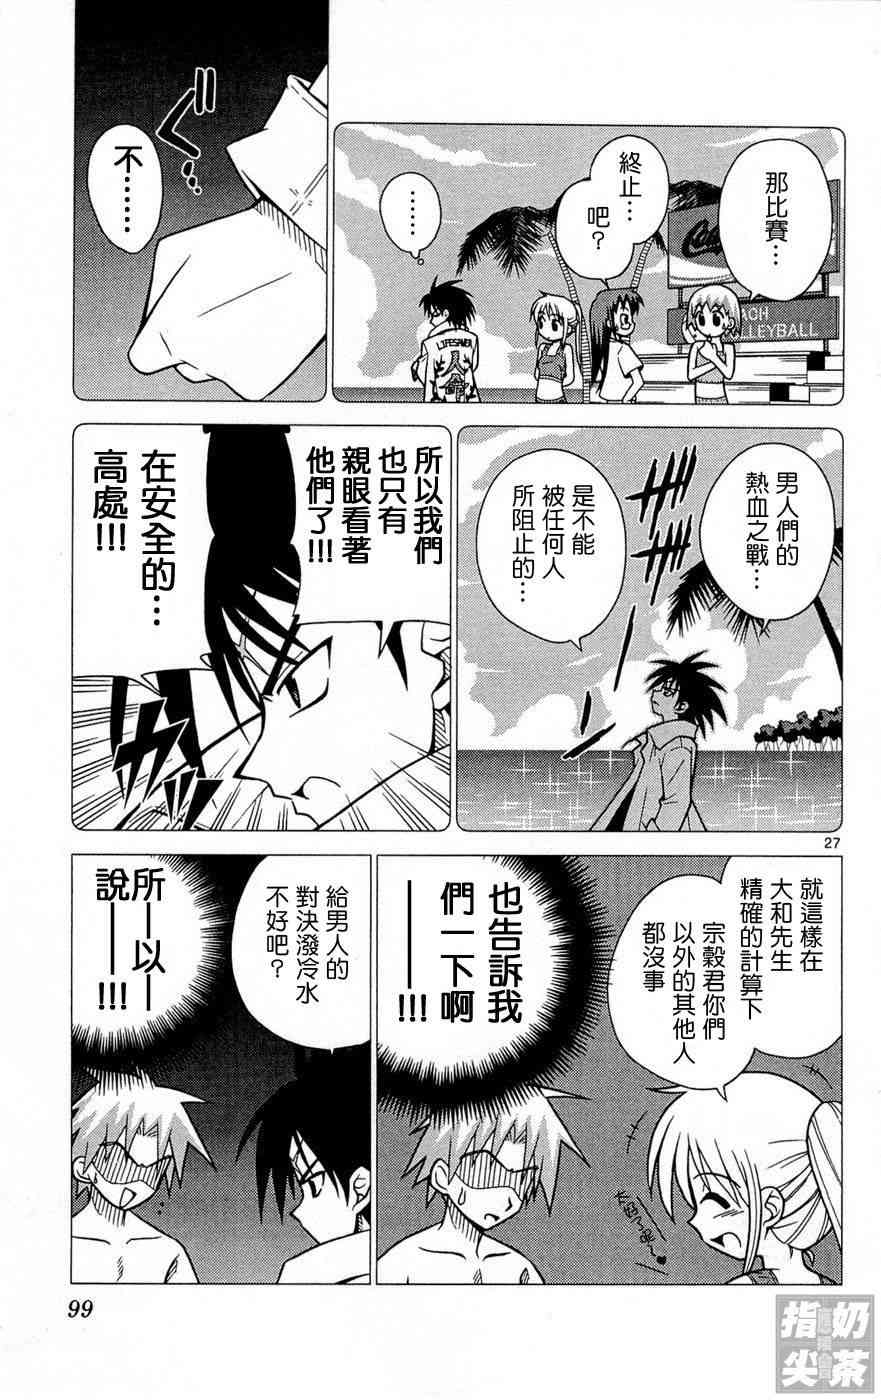 那比賽…
終止…
吧?
……
Coca
BEACH
VOLLEYBALL
LIFESAVER
不……
男人們的
熱血之戰…
是不能
被任何人
所阻止的…
所以我們
也只有
親眼看著
他們了!!!
在安全的…
高處!!!
27
就這樣在
大和先生
精確的計算下
宗穀君你們
以外的其他人
都沒事
太好了呢~♥
也告訴我
們一下啊
——!!!
給男人的
對決潑冷水
不好吧?
所—以—
說——!!!
99
指尖奶茶